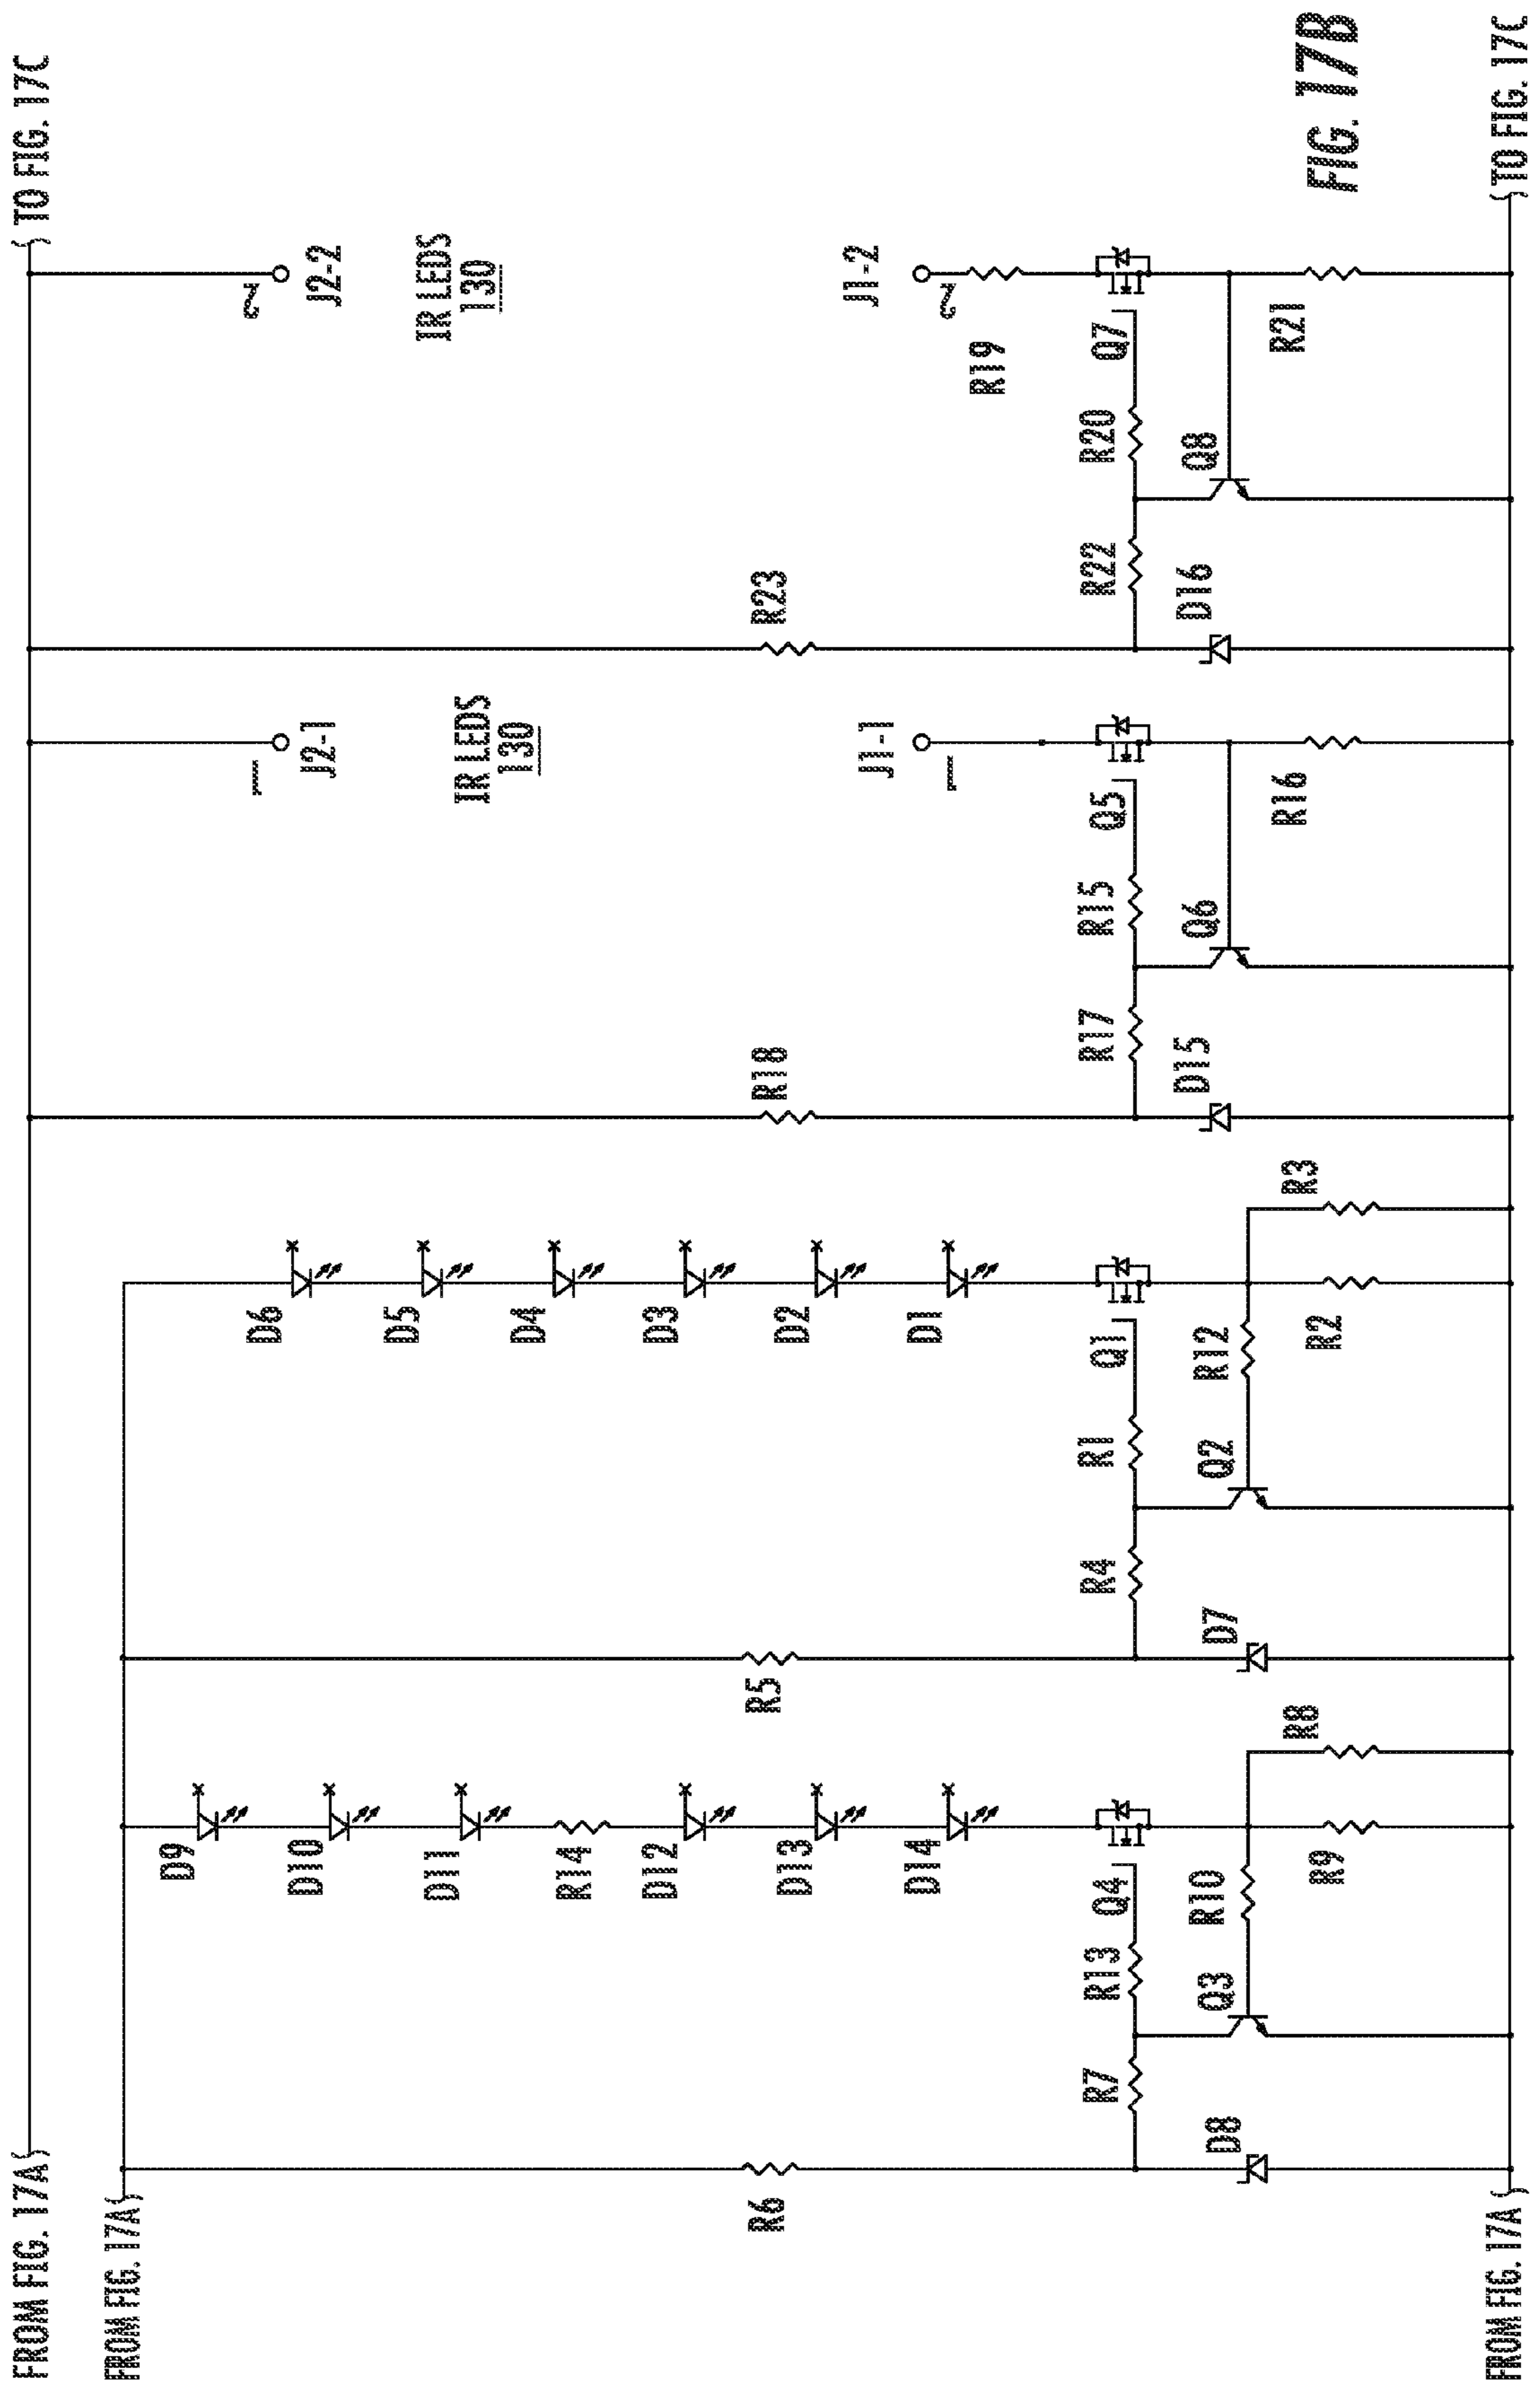 FROM FIG. 17A
TO FIG. 17C
FROM FIG. 17A
D9
D10
D11
R14
D12
D13
D14
R6
R7
R13
Q4
Q3
R10
D8
R9
R8
D6
D5
D4
D3
D2
D1
R5
R4
R1
Q1
Q2
R12
D7
R2
R3
1
J2-1
IR LEDS
130
J1-1
1
R18
R17
R15
Q5
Q6
D15
R16
2
J2-2
IR LEDS
130
J1-2
2
R19
R23
R22
R20
Q7
Q8
D16
R21
FIG. 17B
FROM FIG. 17A
TO FIG. 17C